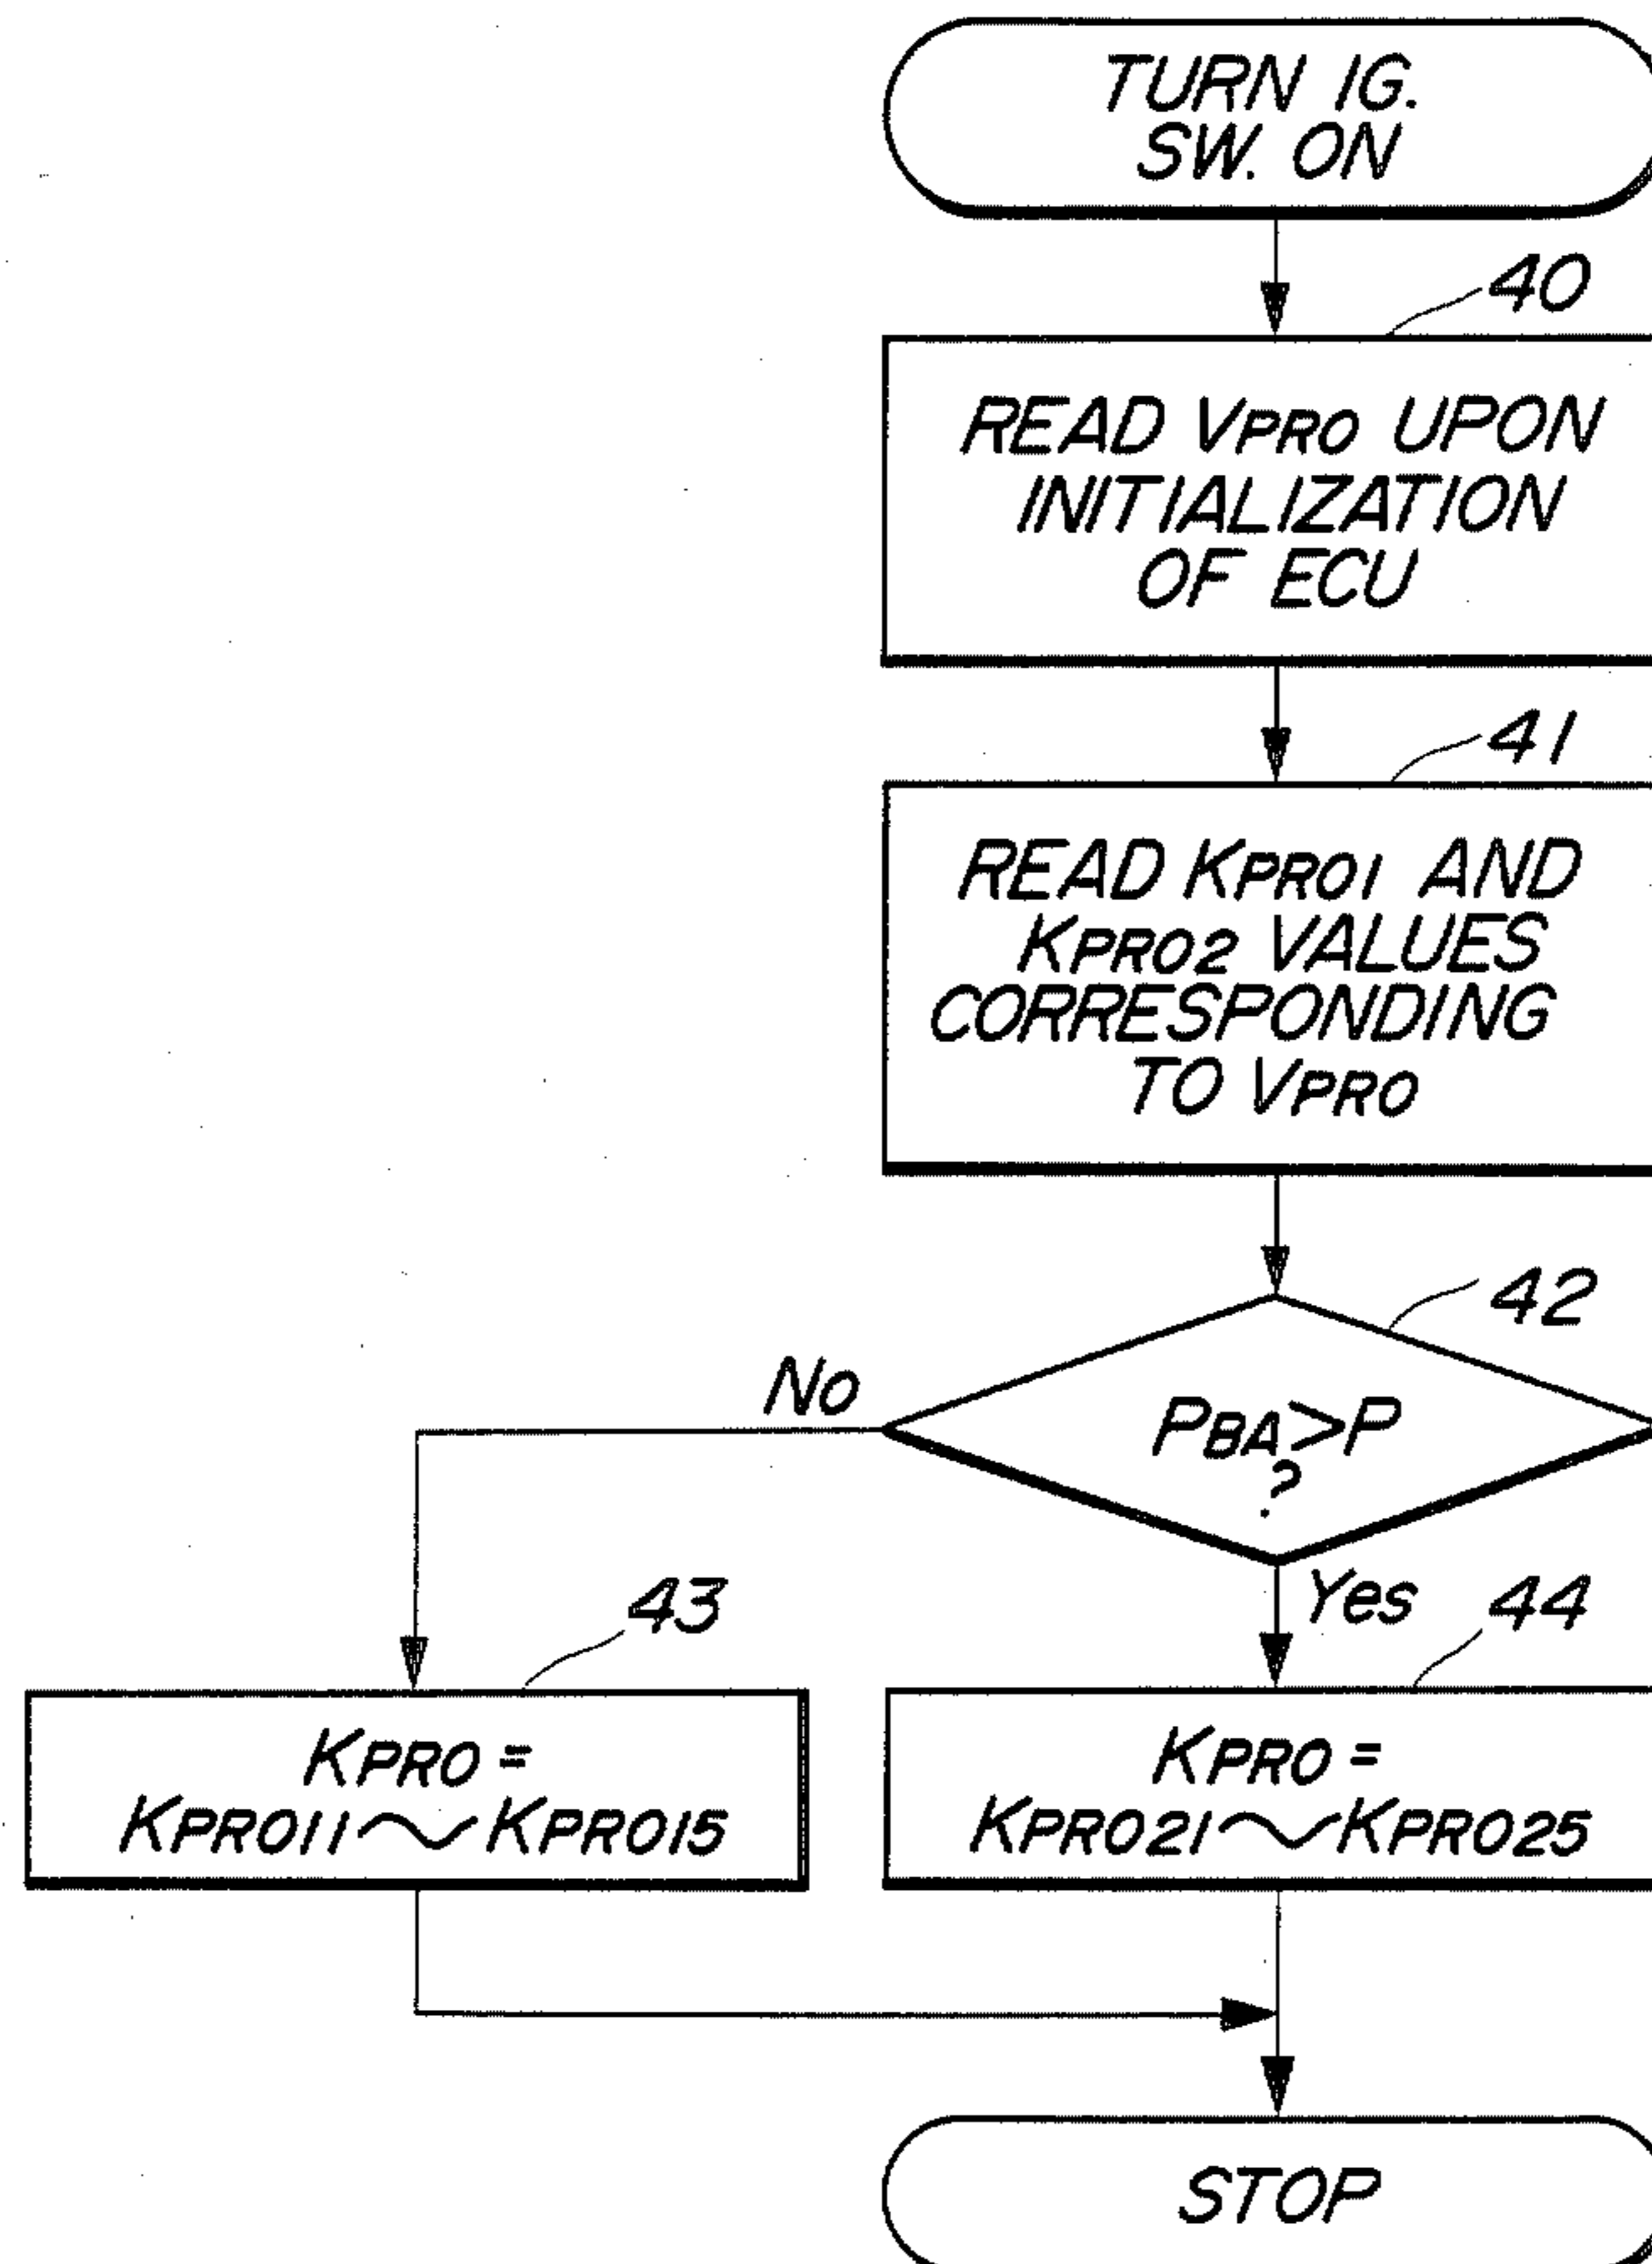 TURN IG.
SW. ON
40
READ VPRO UPON
INITIALIZATION
OF ECU
41
READ KPRO1 AND
KPRO2 VALUES
CORRESPONDING
TO VPRO
42
No
PBA>P
?
Yes
43
44
KPRO =
KPRO11~KPRO15
KPRO =
KPRO21~KPRO25
STOP